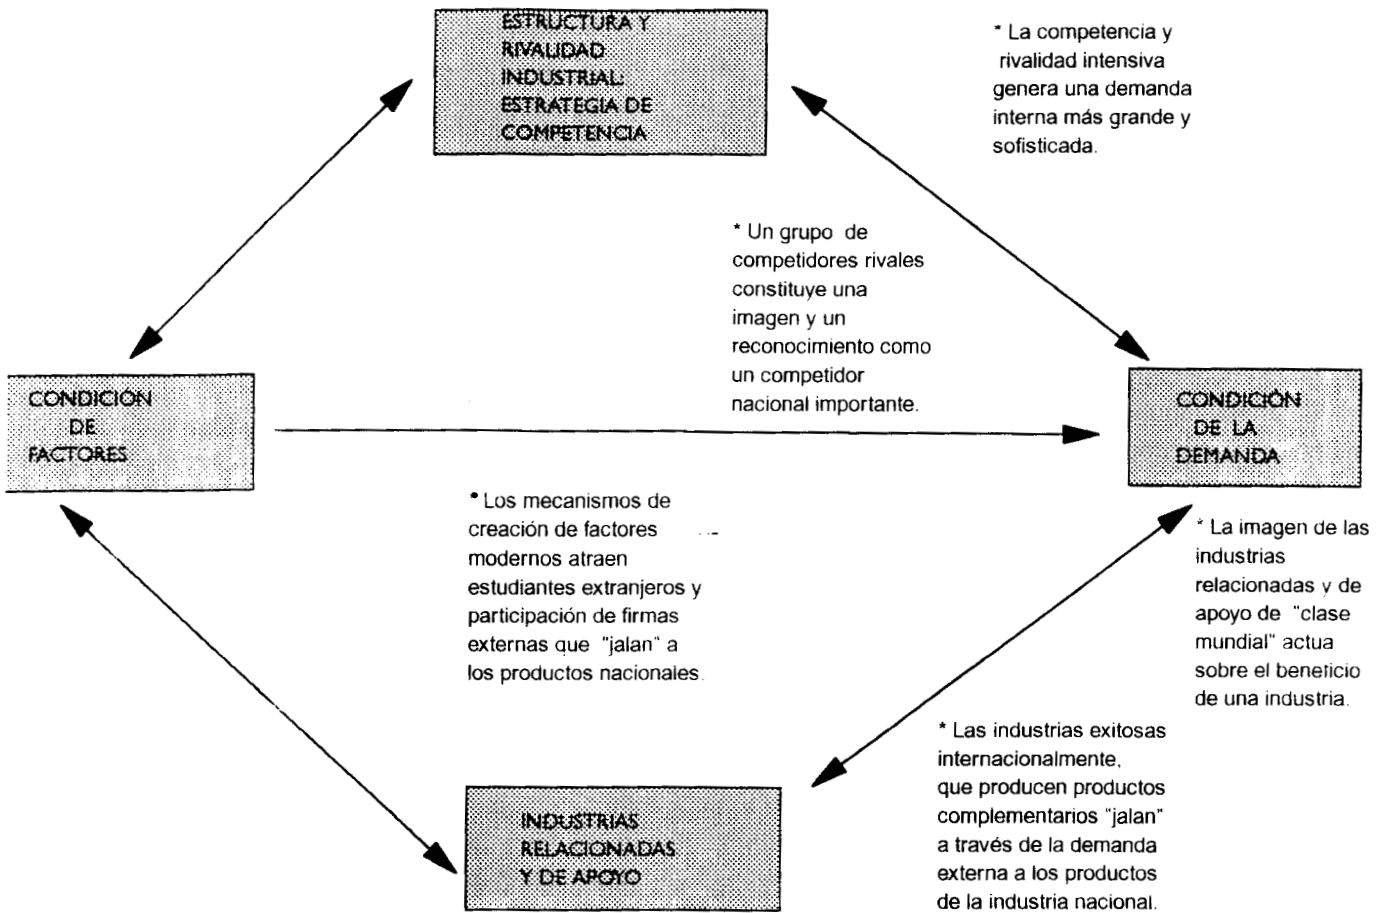 ESTRUCTURA Y
RIVALIDAD
INDUSTRIAL:
ESTRATEGIA DE
COMPETENCIA
* La competencia y
rivalidad intensiva
genera una demanda
interna más grande y
sofisticada.
* Un grupo de
competidores rivales
constituye una
imagen y un
reconocimiento como
un competidor
nacional importante.
CONDICIÓN
DE
FACTORES
CONDICIÓN
DE LA
DEMANDA
* Los mecanismos de
creación de factores
modernos atraen
estudiantes extranjeros y
participación de firmas
externas que "jalan" a
los productos nacionales.
* La imagen de las
industrias
relacionadas y de
apoyo de "clase
mundial" actua
sobre el beneficio
de una industria.
* Las industrias exitosas
internacionalmente,
que producen productos
complementarios "jalan"
a través de la demanda
externa a los productos
de la industria nacional.
INDUSTRIAS
RELACIONADAS
Y DE APOYO